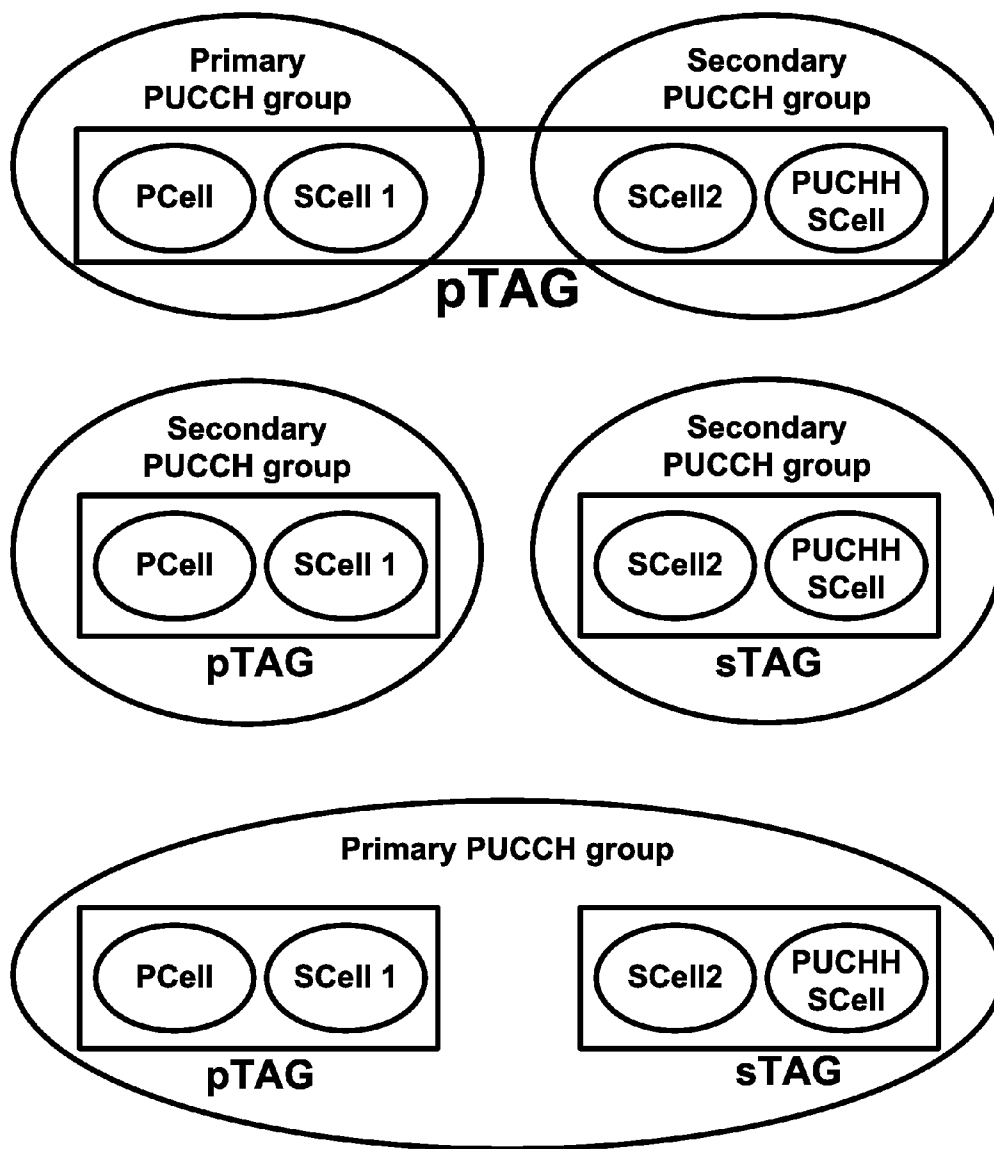 Primary
PUCCH group
Secondary
PUCCH group
PCell
SCell 1
SCell2
PUCHH
SCell
pTAG
Secondary
PUCCH group
Secondary
PUCCH group
PCell
SCell 1
SCell2
PUCHH
SCell
pTAG
sTAG
Primary PUCCH group
PCell
SCell 1
SCell2
PUCHH
SCell
pTAG
sTAG